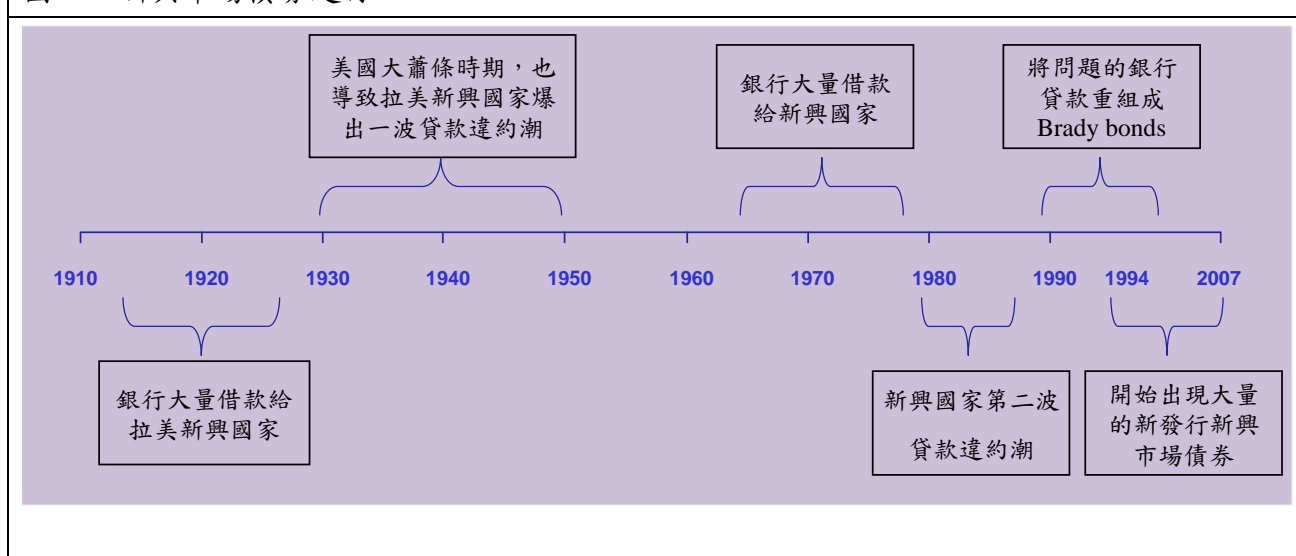 美國大蕭條時期，也
導致拉美新興國家爆
出一波貸款違約潮
銀行大量借款
給新興國家
將問題的銀行
貸款重組成
Brady bonds
1910 1920 1930 1940 1950 1960 1970 1980 1990 1994 2007
銀行大量借款給
拉美新興國家
新興國家第二波
貸款違約潮
開始出現大量
的新發行新興
市場債券